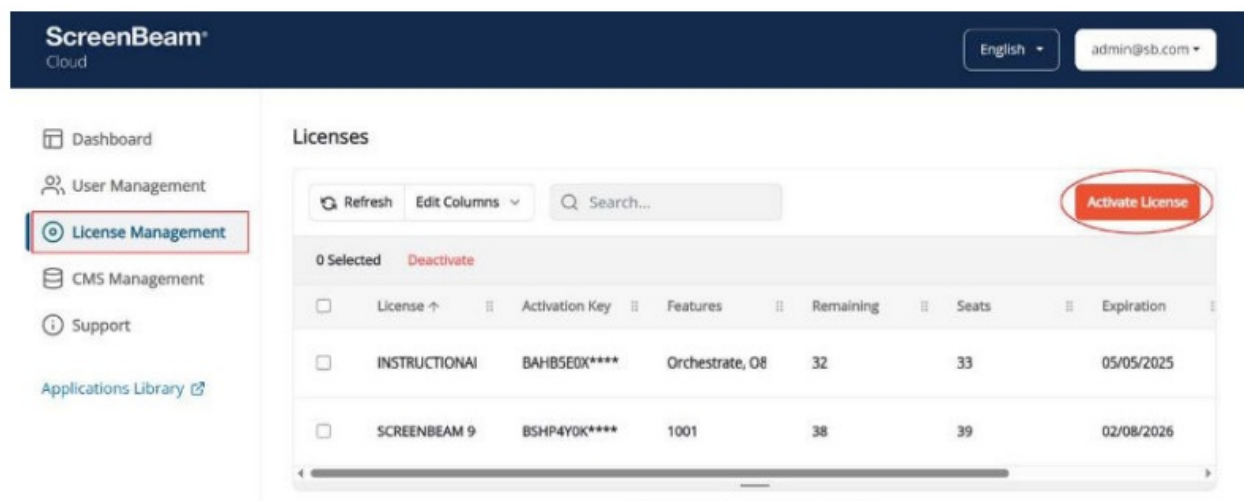 ScreenBeam®
Cloud
English
admin@sb.com
Dashboard
User Management
License Management
CMS Management
Support
Applications Library
Licenses
Refresh Edit Columns Search... Activate License
0 Selected Deactivate
License Activation Key Features Remaining Seats Expiration
INSTRUCTIONAL BAHB5E0X**** Orchestrate, O8 32 33 05/05/2025
SCREENBEAM 9 BSHP4Y0K**** 1001 38 39 02/08/2026